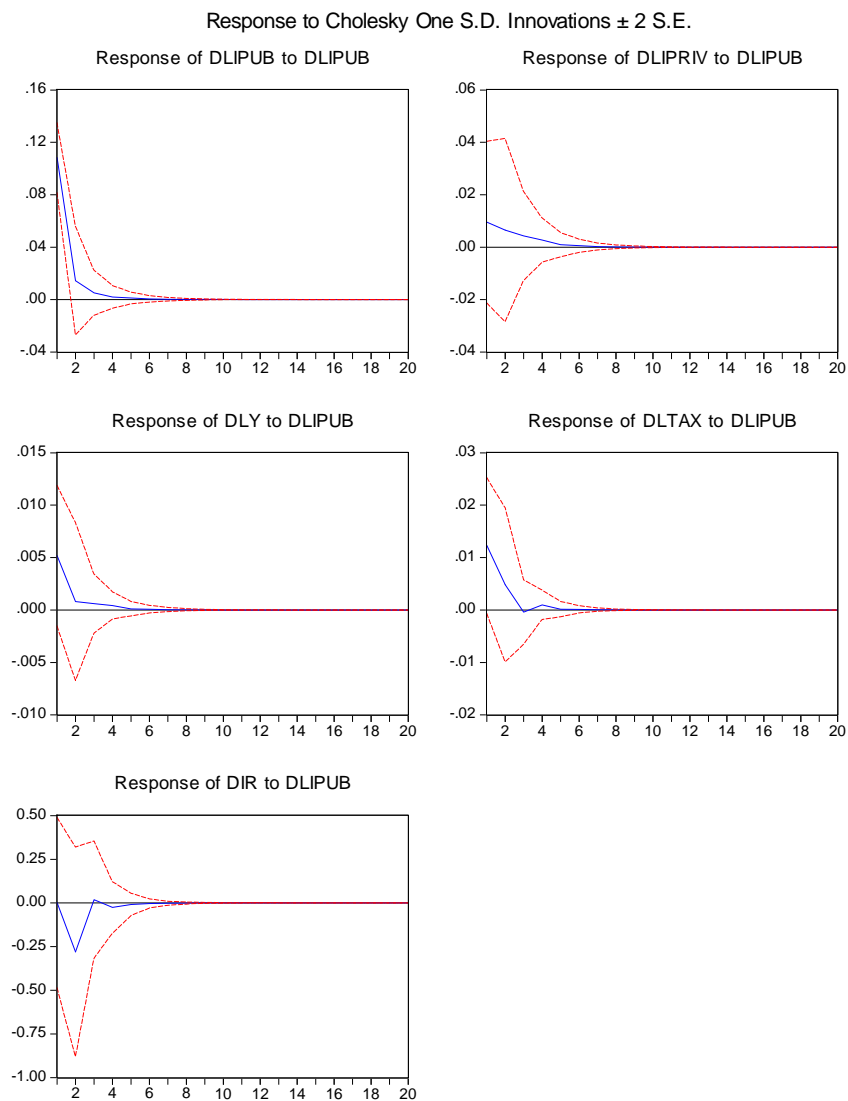 Response to Cholesky One S.D. Innovations ± 2 S.E.
Response of DLIPUB to DLIPUB
.16
.12
.08
.04
.00
-.04
2 4 6 8 10 12 14 16 18 20
Response of DLIPRIV to DLIPUB
.06
.04
.02
.00
-.02
-.04
2 4 6 8 10 12 14 16 18 20
Response of DLY to DLIPUB
.015
.010
.005
.000
-.005
-.010
2 4 6 8 10 12 14 16 18 20
Response of DLTAX to DLIPUB
.03
.02
.01
.00
-.01
-.02
2 4 6 8 10 12 14 16 18 20
Response of DIR to DLIPUB
0.50
0.25
0.00
-0.25
-0.50
-0.75
-1.00
2 4 6 8 10 12 14 16 18 20